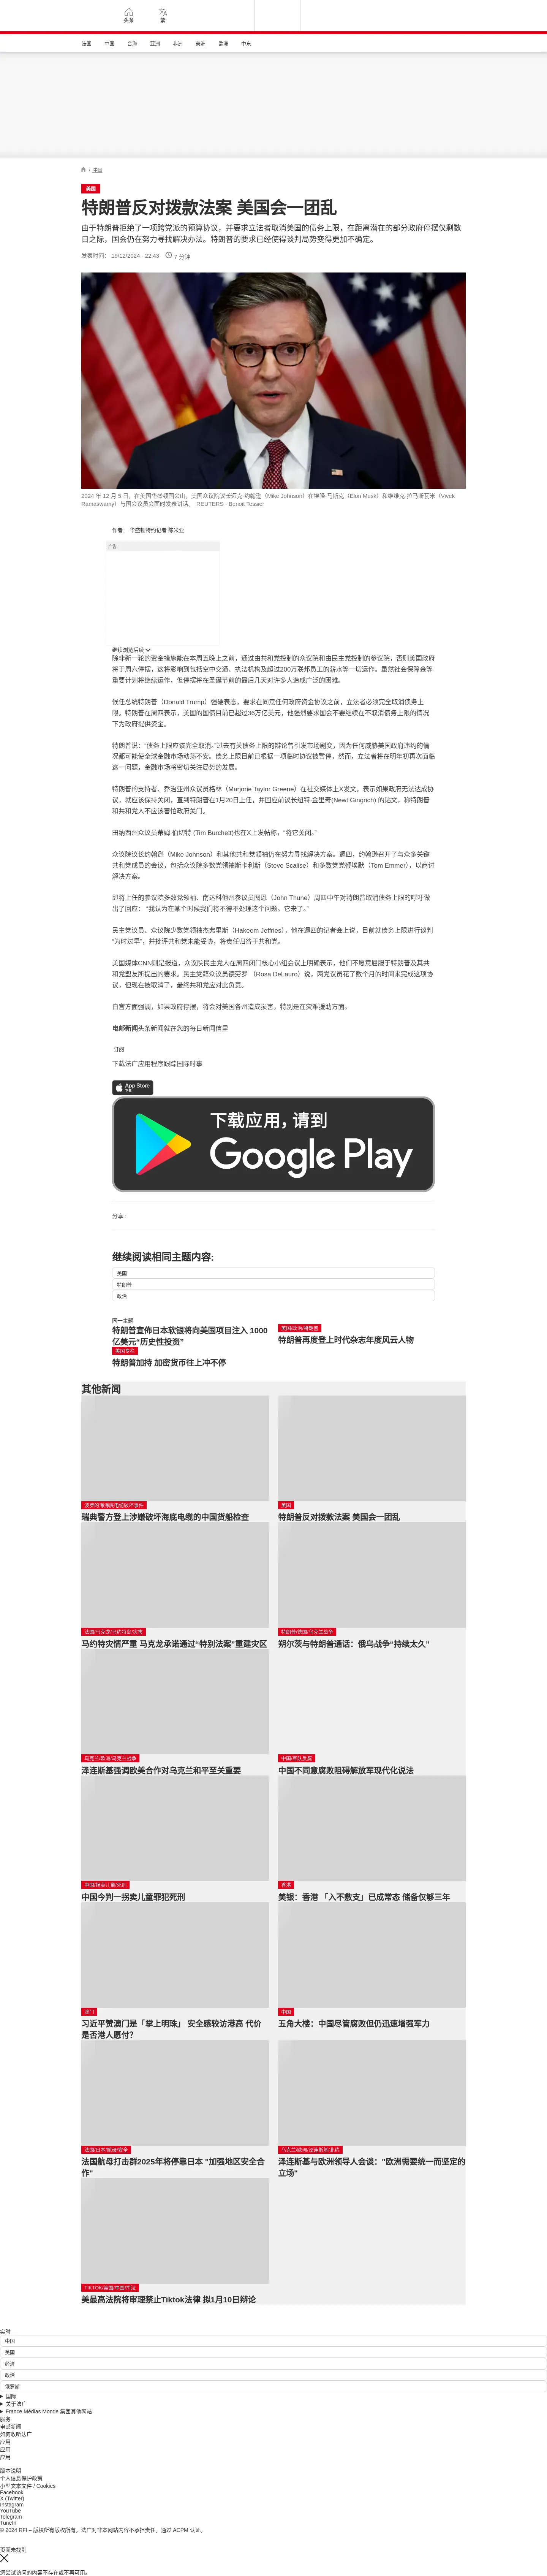 头条
繁
法国
中国
台海
亚洲
非洲
美洲
欧洲
中东
/ 中国
美国
特朗普反对拨款法案 美国会一团乱
由于特朗普拒绝了一项跨党派的预算协议，并要求立法者取消美国的债务上限，在距离潜在的部分政府停摆仅剩数
日之际，国会仍在努力寻找解决办法。特朗普的要求已经使得谈判局势变得更加不确定。
发表时间： 19/12/2024 - 22:43
7 分钟
2024 年 12 月 5 日，在美国华盛顿国会山，美国众议院议长迈克-约翰逊（Mike Johnson）在埃隆-马斯克（Elon Musk）和维维克-拉马斯瓦米（Vivek
Ramaswamy）与国会议员会面时发表讲话。 REUTERS - Benoit Tessier
作者： 华盛顿特约记者 陈米亚
广告
继续浏览后续
除非新一轮的资金措施能在本周五晚上之前，通过由共和党控制的众议院和由民主党控制的参议院，否则美国政府
将于周六停摆，这将影响到包括空中交通、执法机构及超过200万联邦员工的薪水等一切运作。虽然社会保障金等
重要计划将继续运作，但停摆将在圣诞节前的最后几天对许多人造成广泛的困难。
候任总统特朗普（Donald Trump）强硬表态，要求在同意任何政府资金协议之前，立法者必须完全取消债务上
限。特朗普在周四表示，美国的国债目前已超过36万亿美元，他强烈要求国会不要继续在不取消债务上限的情况
下为政府提供资金。
特朗普说：“债务上限应该完全取消。”过去有关债务上限的辩论曾引发市场剧变，因为任何威胁美国政府违约的情
况都可能使全球金融市场动荡不安。债务上限目前已根据一项临时协议被暂停，然而，立法者将在明年初再次面临
这一问题，金融市场将密切关注局势的发展。
特朗普的支持者、乔治亚州众议员格林（Marjorie Taylor Greene）在社交媒体上X发文，表示如果政府无法达成协
议，就应该保持关闭，直到特朗普在1月20日上任，并回应前议长纽特·金里奇(Newt Gingrich) 的贴文，称特朗普
和共和党人不应该害怕政府关门。
田纳西州众议员蒂姆·伯切特 (Tim Burchett)也在X上发帖称，“将它关闭。”
众议院议长约翰逊（Mike Johnson）和其他共和党领袖仍在努力寻找解决方案。週四，约翰逊召开了与众多关键
共和党成员的会议，包括众议院多数党领袖斯卡利斯（Steve Scalise）和多数党党鞭埃默（Tom Emmer），以商讨
解决方案。
即将上任的参议院多数党领袖、南达科他州参议员图恩（John Thune）周四中午对特朗普取消债务上限的呼吁做
出了回应： “我认为在某个时候我们将不得不处理这个问题。它来了。”
民主党议员、众议院少数党领袖杰弗里斯（Hakeem Jeffries），他在週四的记者会上说，目前就债务上限进行谈判
“为时过早”，并批评共和党未能妥协，将责任归咎于共和党。
美国媒体CNN则是报道，众议院民主党人在周四闭门核心小组会议上明确表示，他们不愿意屈服于特朗普及其共
和党盟友所提出的要求。民主党籍众议员德劳罗 （Rosa DeLauro）说，两党议员花了数个月的时间来完成这项协
议，但现在被取消了，最终共和党应对此负责。
白宫方面强调，如果政府停摆，将会对美国各州造成损害，特别是在灾难援助方面。
电邮新闻头条新闻就在您的每日新闻信里
订阅
下载法广应用程序跟踪国际时事
App Store
下载
下载应用，请到
Google Play
分享 :
继续阅读相同主题内容:
美国
特朗普
政治
同一主题
特朗普宣佈日本软银将向美国项目注入 1000
亿美元“历史性投资”
美国/政治/特朗普
特朗普再度登上时代杂志年度风云人物
美国专栏
特朗普加持 加密货币往上冲不停
其他新闻
波罗的海海底电缆破坏事件
瑞典警方登上涉嫌破坏海底电缆的中国货船检查
美国
特朗普反对拨款法案 美国会一团乱
法国/马克龙/马约特岛/灾害
马约特灾情严重 马克龙承诺通过“特别法案”重建灾区
特朗普/德国/乌克兰战争
朔尔茨与特朗普通话：俄乌战争“持续太久”
乌克兰/欧洲/乌克兰战争
泽连斯基强调欧美合作对乌克兰和平至关重要
中国/军队反腐
中国不同意腐败阻碍解放军现代化说法
中国/拐卖儿童/死刑
中国今判一拐卖儿童罪犯死刑
香港
美银：香港 「入不敷支」已成常态 储备仅够三年
澳门
习近平赞澳门是「掌上明珠」 安全感较访港高 代价
是否港人愿付？
中国
五角大楼：中国尽管腐败但仍迅速增强军力
法国/日本/航母/安全
法国航母打击群2025年将停靠日本 "加强地区安全合
作"
乌克兰/欧洲/泽连斯基/北约
泽连斯基与欧洲领导人会谈："欧洲需要统一而坚定的
立场"
TIKTOK/美国/中国/司法
美最高法院将审理禁止Tiktok法律 拟1月10日辩论
实时
中国
美国
经济
政治
俄罗斯
国际
关于法广
France Médias Monde 集团其他网站
服务
电邮新闻
如何收听法广
应用
应用
应用
版本说明
个人信息保护政策
小型文本文件 / Cookies
Facebook
X (Twitter)
Instagram
YouTube
Telegram
TuneIn
© 2024 RFI – 版权所有版权所有。法广对非本网站内容不承担责任。通过 ACPM 认证。
页面未找到
您尝试访问的内容不存在或不再可用。